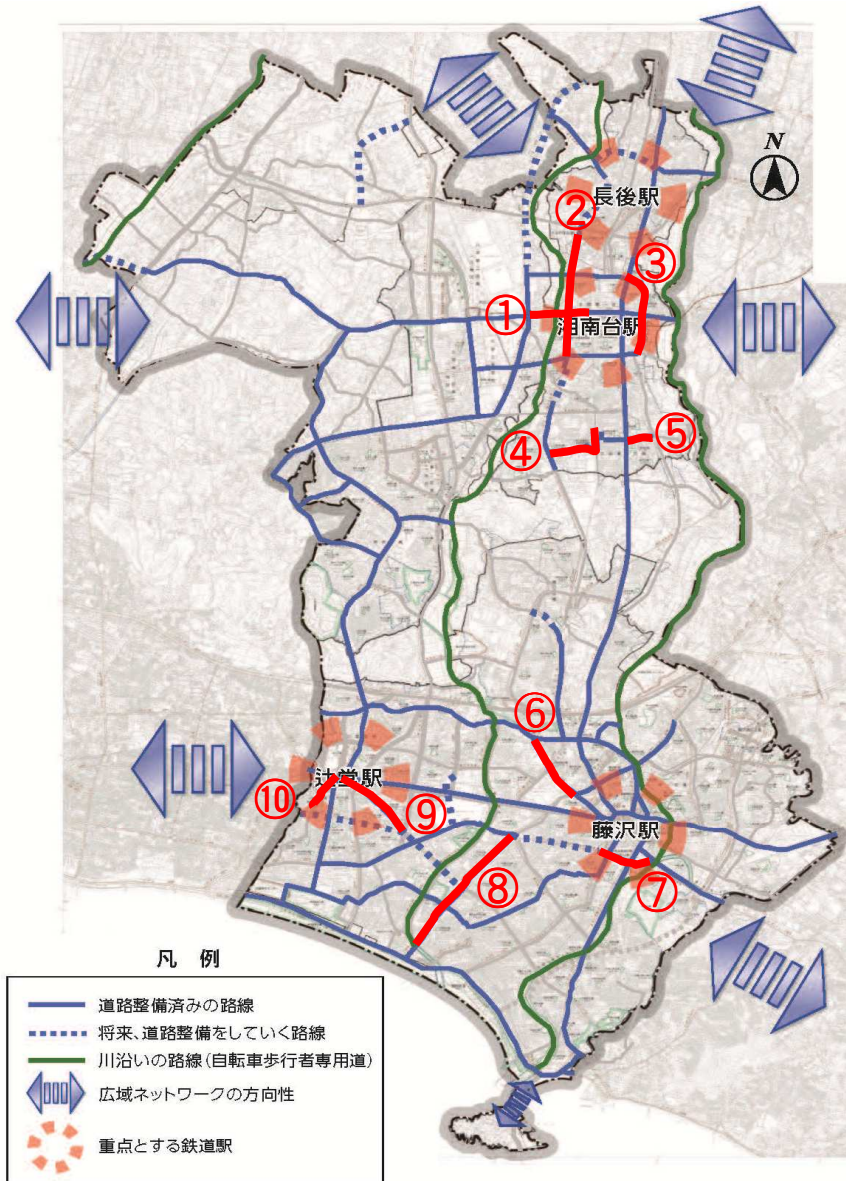 N
長後駅
②
③
①
湘南台駅
④
⑤
⑥
辻堂駅
⑩
⑨
藤沢駅
⑧
⑦
凡 例
道路整備済みの路線
将来、道路整備をしていく路線
川沿いの路線(自転車歩行者専用道)
広域ネットワークの方向性
重点とする鉄道駅